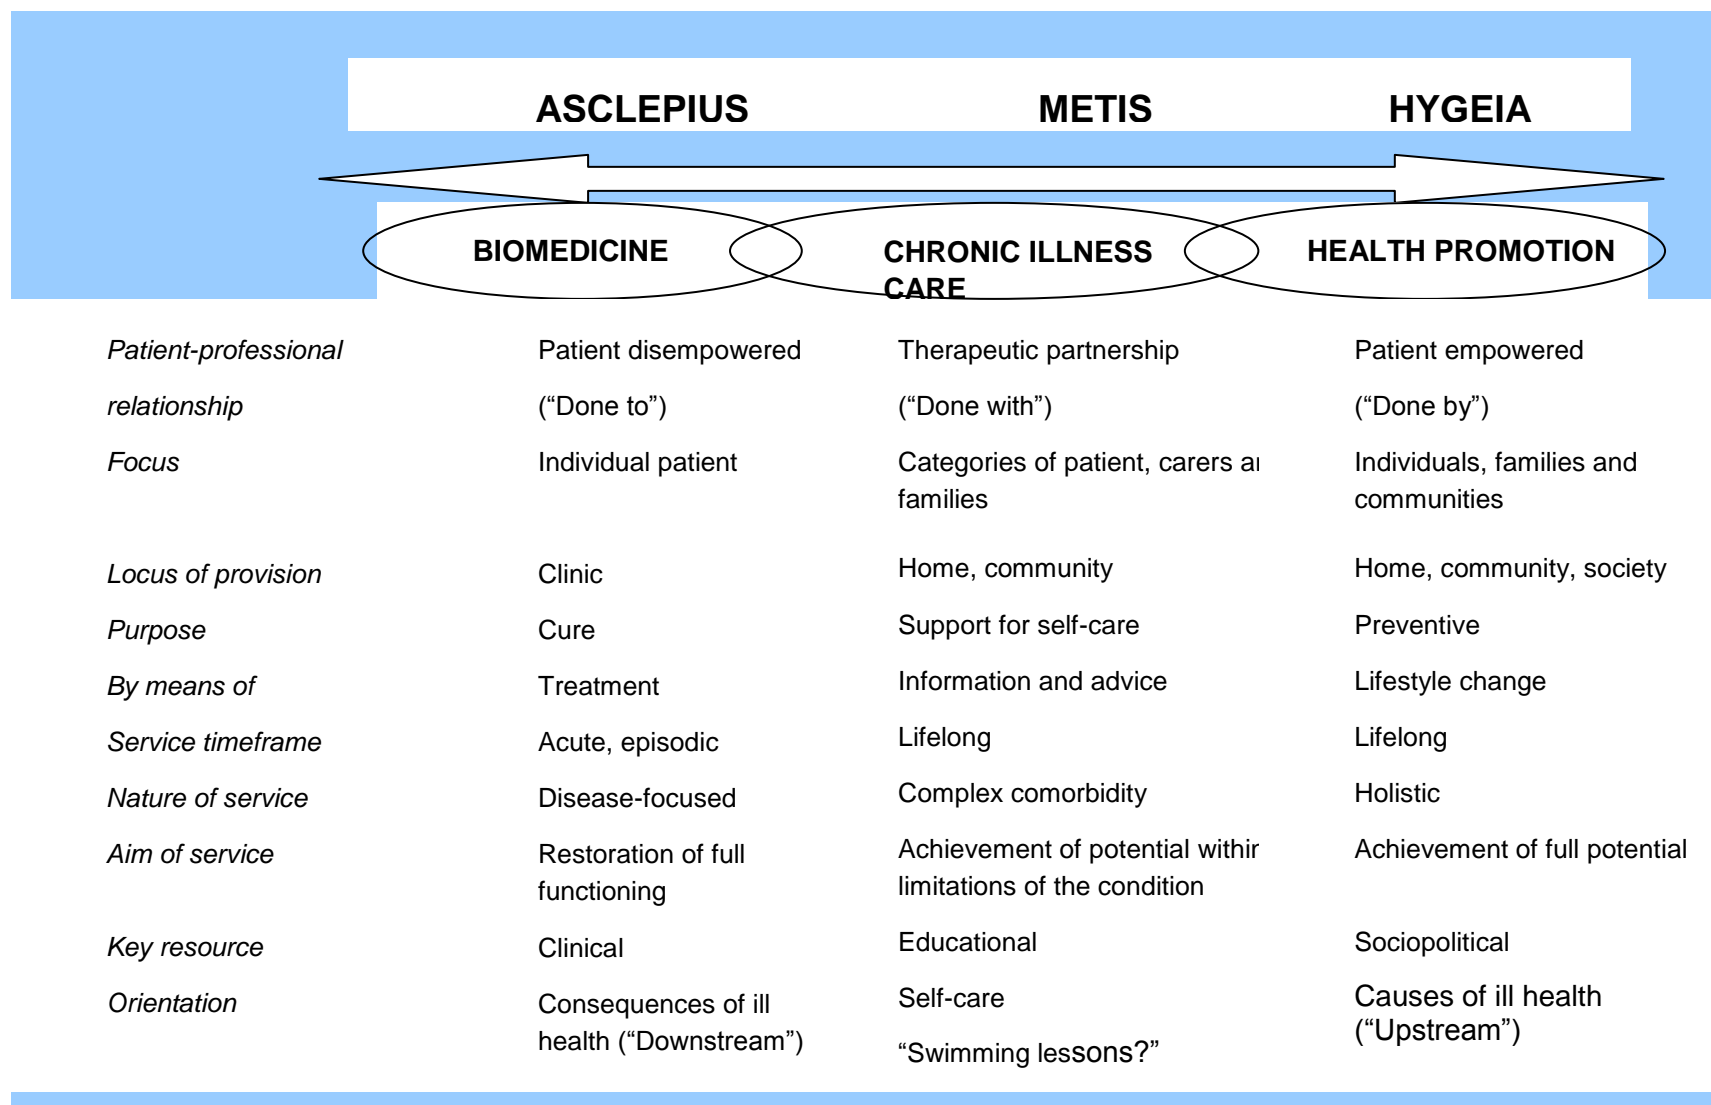 ASCLEPIUS METIS HYGEIA
BIOMEDICINE CHRONIC ILLNESS HEALTH PROMOTION
CARE
Patient-professional Patient disempowered Therapeutic partnership Patient empowered
relationship (“Done to”) (“Done with”) (“Done by”)
Focus Individual patient Categories of patient, carers Individuals, families and
families communities
Locus of provision Clinic Home, community Home, community, society
Purpose Cure Support for self-care Preventive
By means of Treatment Information and advice Lifestyle change
Service timeframe Acute, episodic Lifelong Lifelong
Nature of service Disease-focused Complex comorbidity Holistic
Aim of service Restoration of full Achievement of potential within Achievement of full potential
functioning limitations of the condition
Key resource Clinical Educational Sociopolitical
Orientation Consequences of ill Self-care Causes of ill health
health (“Downstream”) “Swimming lessons?” (“Upstream”)